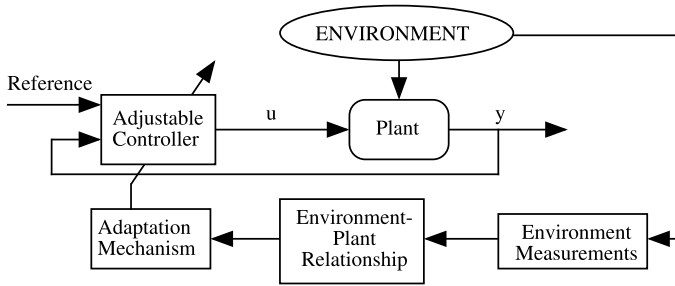 ENVIRONMENT
Reference
Adjustable
Controller
u
Plant
y
Adaptation
Mechanism
Environment-
Plant
Relationship
Environment
Measurements